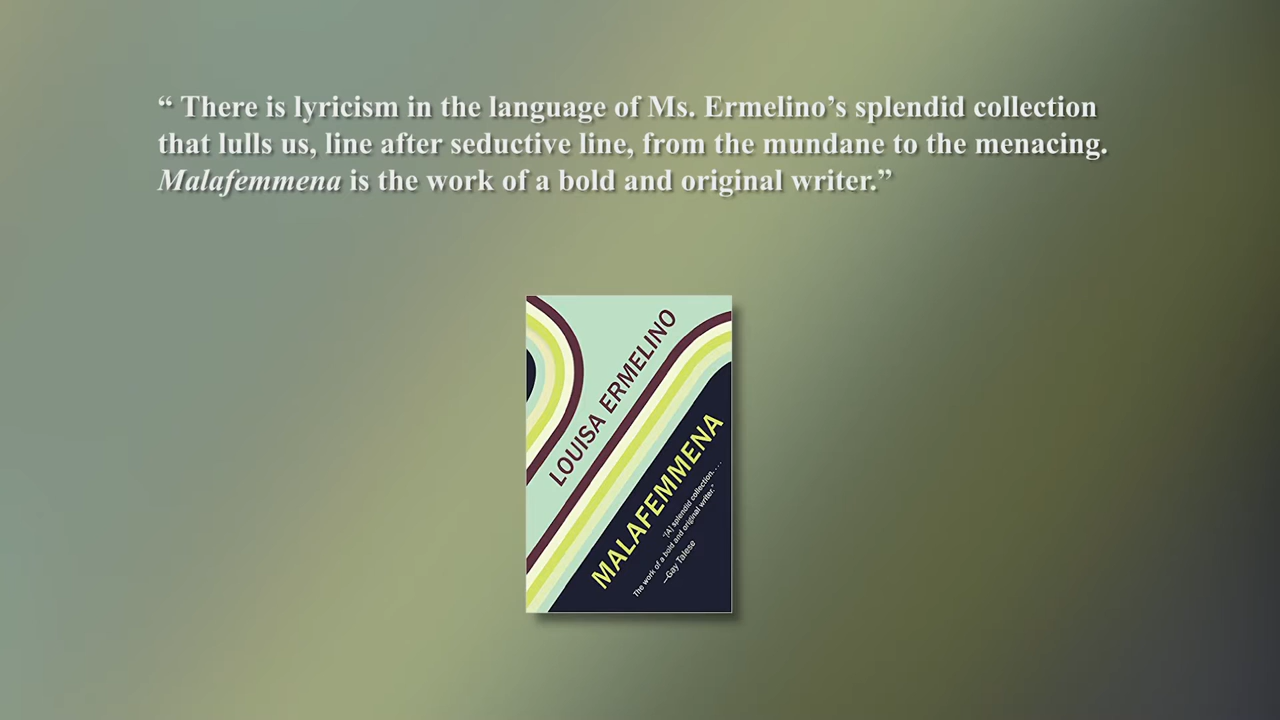 “ There is lyricism in the language of Ms. Ermelino’s splendid collection
that lulls us, line after seductive line, from the mundane to the menacing.
Malafemmena is the work of a bold and original writer.”
LOUISA ERMELINO
MALAFEMMENA
“[A] splendid collection. . . .
The work of a bold and original writer.”
—Gay Talese